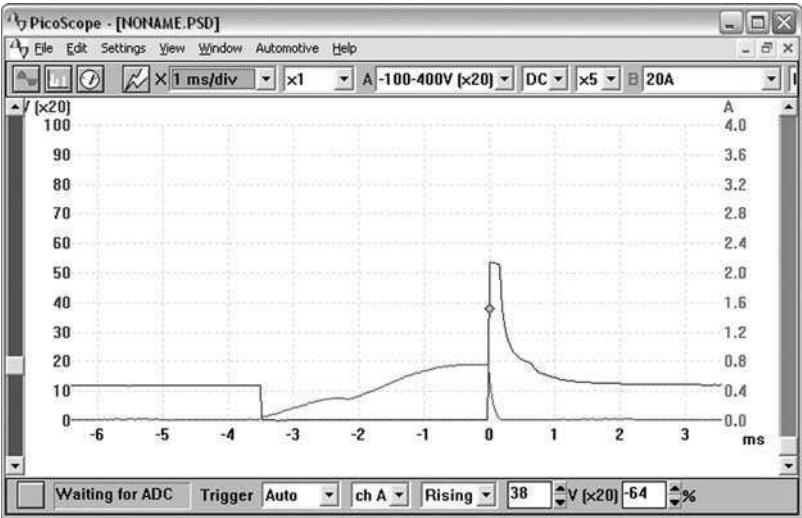 PicoScope - [NONAME.PSD]
File Edit Settings View Window Automotive Help
X 1 ms/div x1 A -100-400V (x20) DC x5 B 20A
(x20) A
100 4.0
90 3.6
80 3.2
70 2.8
60 2.4
50 2.0
40 1.6
30 1.2
20 0.8
10 0.4
0 0.0
-6 -5 -4 -3 -2 -1 0 1 2 3 ms
Waiting for ADC Trigger Auto ch A Rising 38 V (x20) -64 %